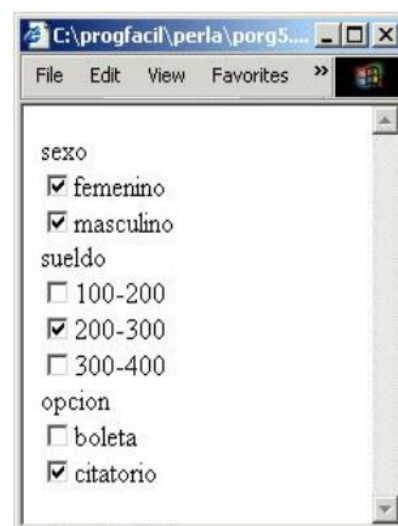 C:\progfacil\perla\porg5....
File Edit View Favorites »
sexo
femenino
masculino
sueldo
100-200
200-300
300-400
opcion
boleta
citatorio